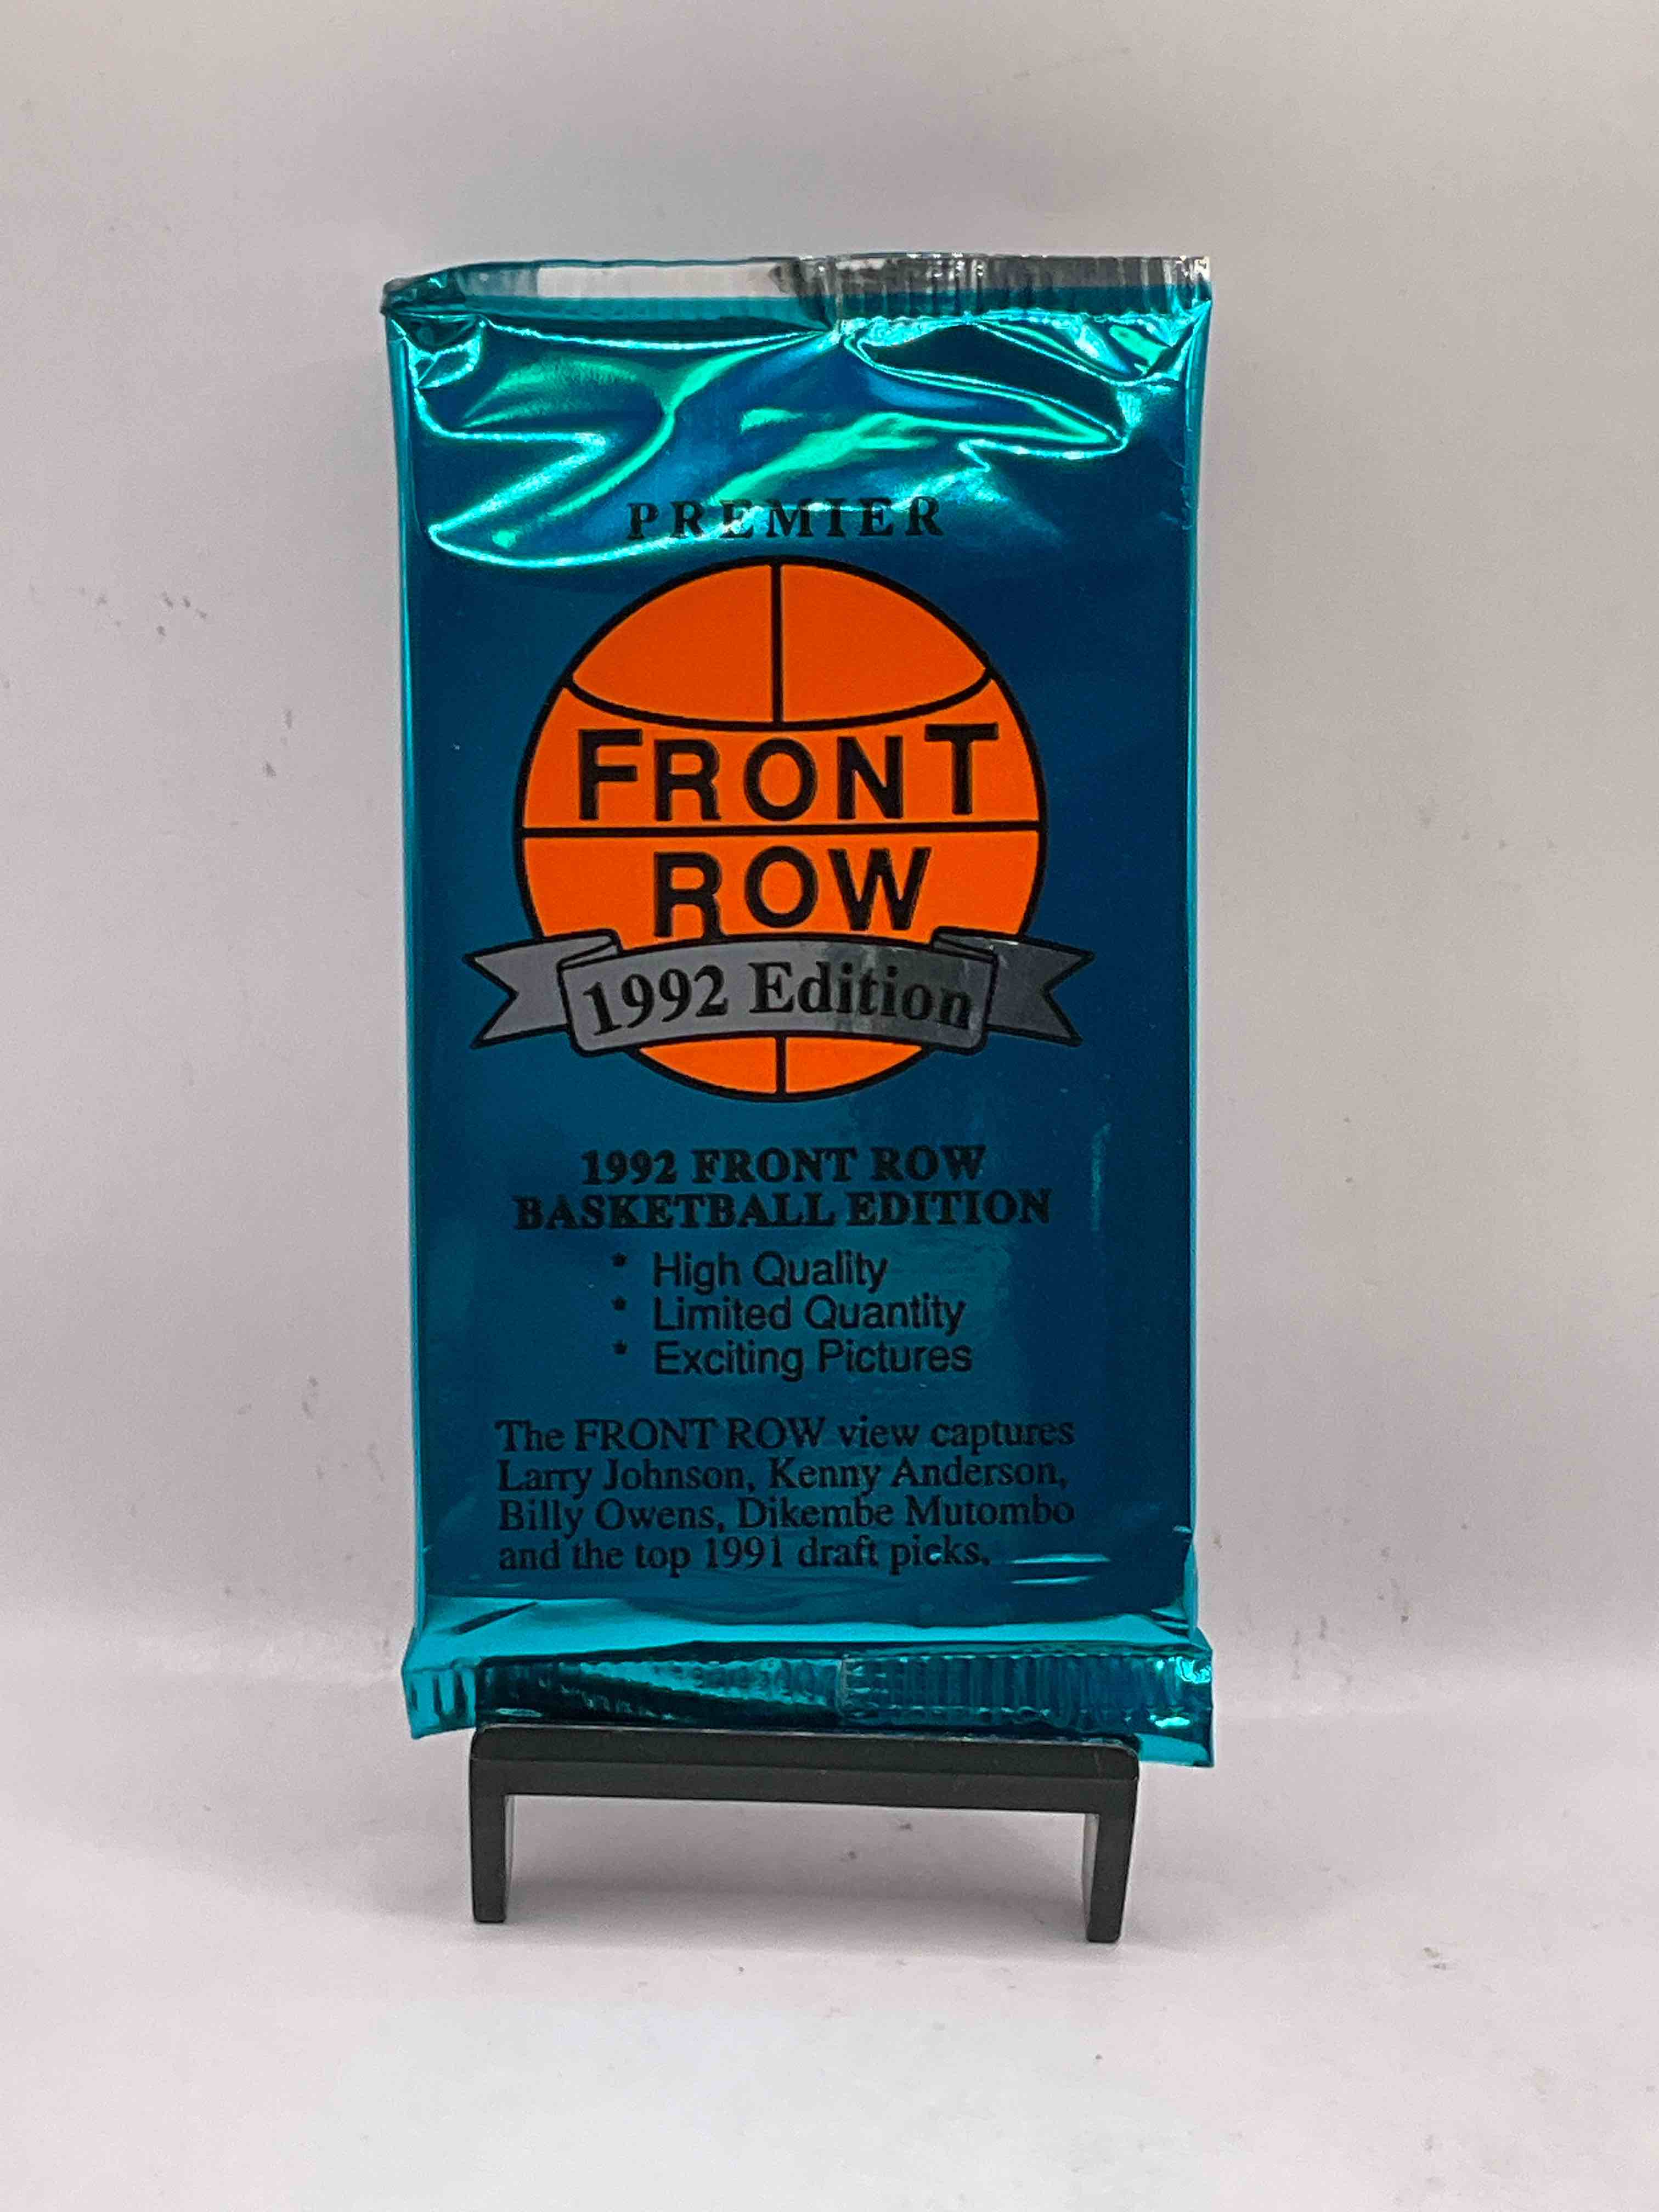 PREMIER
FRONT
ROW
1992 Edition
1992 FRONT ROW
BASKETBALL EDITION
* High Quality
* Limited Quantity
* Exciting Pictures
The FRONT ROW view captures
Larry Johnson, Kenny Anderson,
Billy Owens, Dikembe Mutombo
and the top 1991 draft picks.